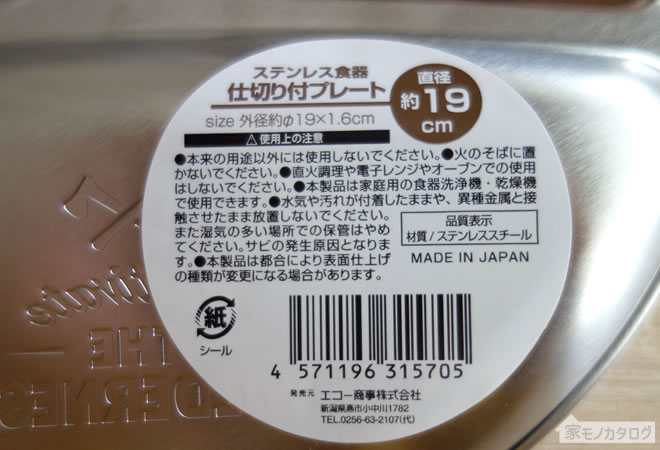 ステンレス食器
仕切り付プレート
直径
約19
cm
size 外径約φ19×1.6cm
⚠使用上の注意
●本来の用途以外には使用しないでください。●火のそばに置
かないでください。●直火調理や電子レンジやオーブンでの使用
はしないでください。●本製品は家庭用の食器洗浄機・乾燥機
で使用できます。●水気や汚れが付着したままや、異種金属と接
触させたまま放置しないでください。
また湿気の多い場所での保管はやめ
てください。サビの発生原因となりま
す。●本製品は都合により表面仕上げ
の種類が変更になる場合があります。
品質表示
材質/ステンレススチール
MADE IN JAPAN
紙
シール
4 571196 315705
発売元 エコー商事株式会社
新潟県燕市小中川1782
TEL.0256-63-2107(代)
THE
家モノカタログ